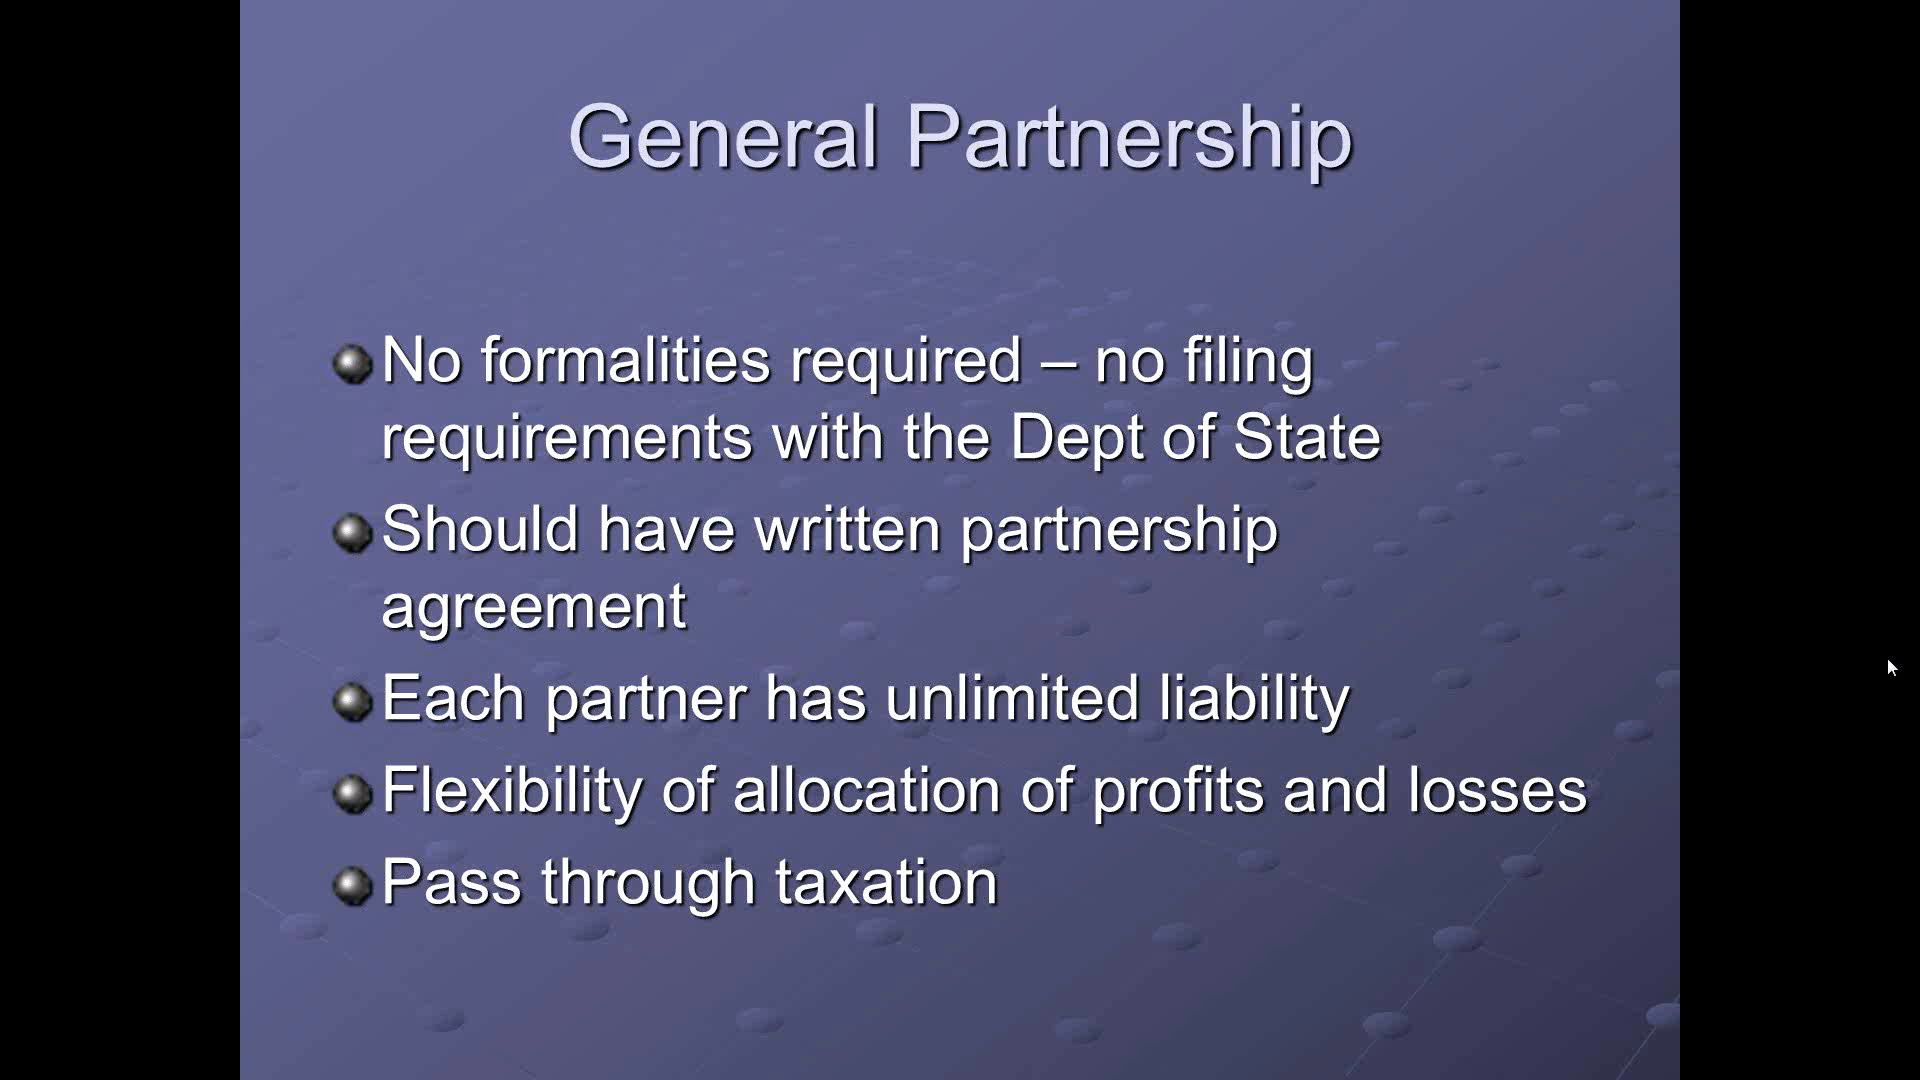 General Partnership
No formalities required – no filing
requirements with the Dept of State
Should have written partnership
agreement
Each partner has unlimited liability
Flexibility of allocation of profits and losses
Pass through taxation